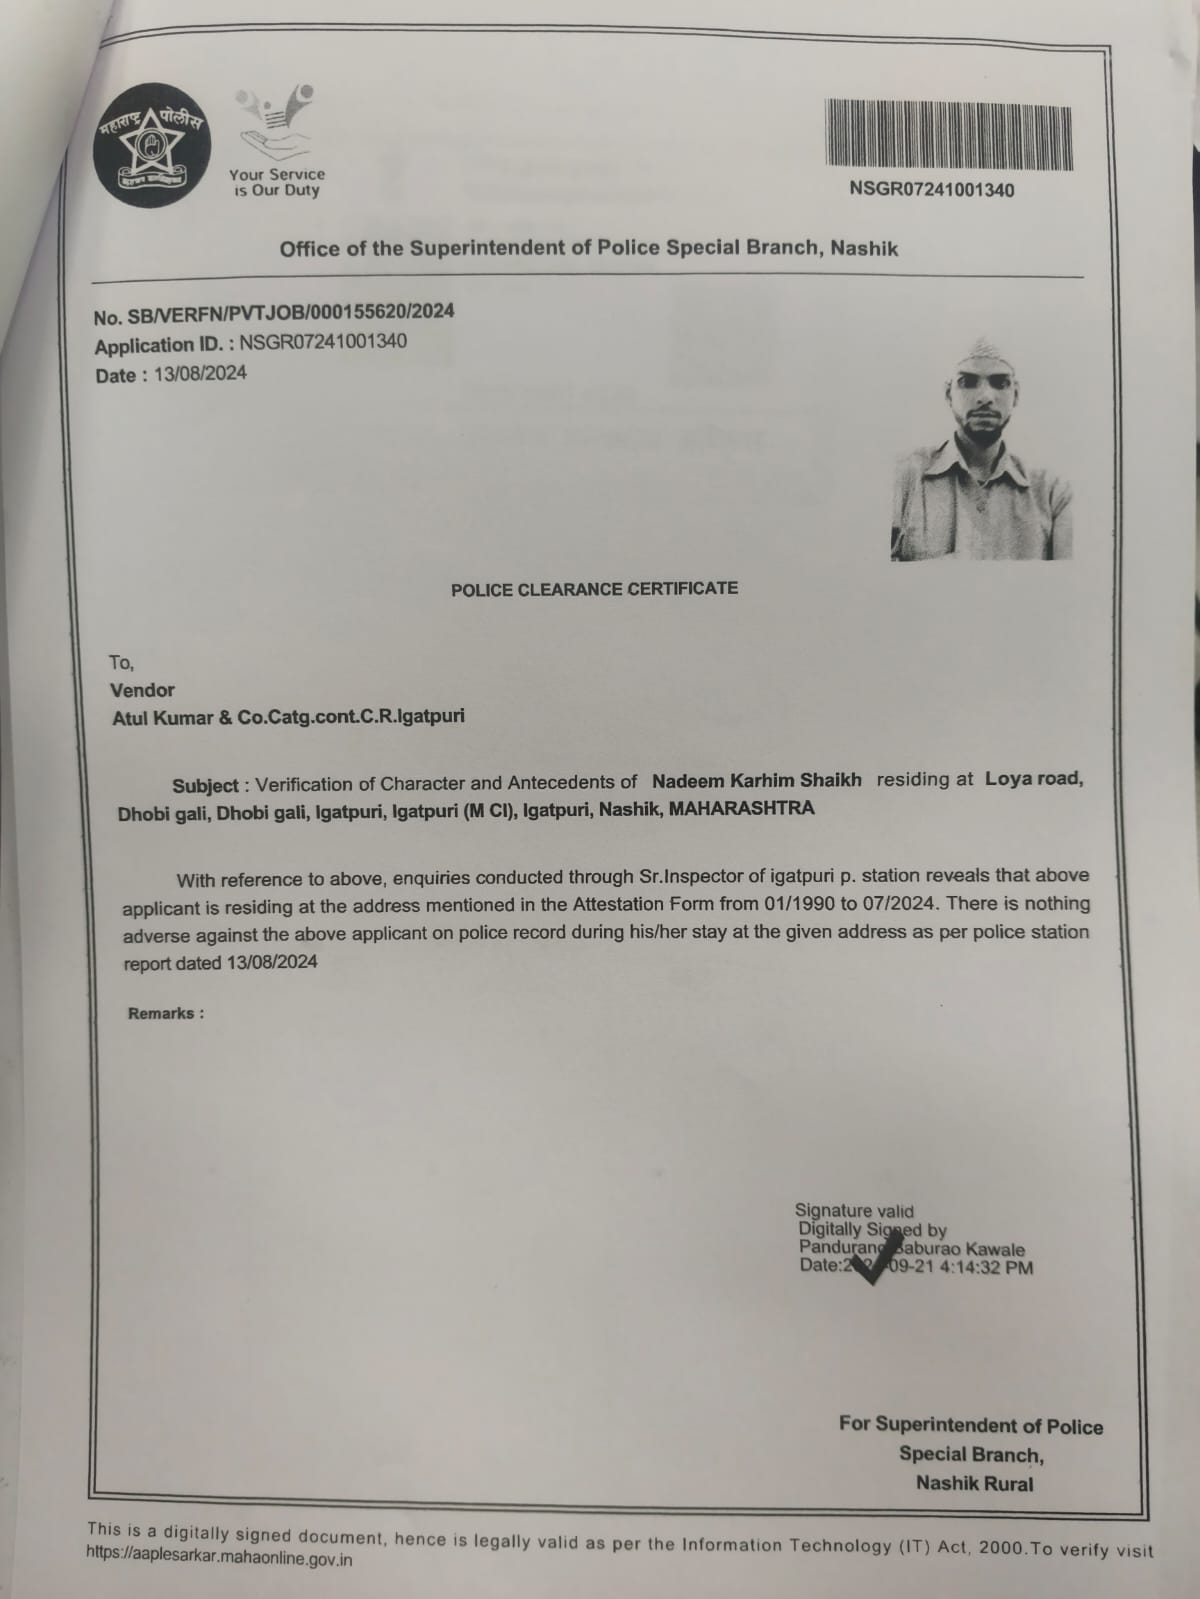 महाराष्ट्र पोलीस
Your Service
is Our Duty
NSGR07241001340
Office of the Superintendent of Police Special Branch, Nashik
No. SB/VERFN/PVTJOB/000155620/2024
Application ID. : NSGR07241001340
Date : 13/08/2024
POLICE CLEARANCE CERTIFICATE
To,
Vendor
Atul Kumar & Co.Catg.cont.C.R.Igatpuri
Subject : Verification of Character and Antecedents of Nadeem Karhim Shaikh residing at Loya road,
Dhobi gali, Dhobi gali, Igatpuri, Igatpuri (M Cl), Igatpuri, Nashik, MAHARASHTRA
With reference to above, enquiries conducted through Sr.Inspector of igatpuri p. station reveals that above
applicant is residing at the address mentioned in the Attestation Form from 01/1990 to 07/2024. There is nothing
adverse against the above applicant on police record during his/her stay at the given address as per police station
report dated 13/08/2024
Remarks :
Signature valid
Digitally Signed by
Pandurang Baburao Kawale
Date:2024-09-21 4:14:32 PM
For Superintendent of Police
Special Branch,
Nashik Rural
This is a digitally signed document, hence is legally valid as per the Information Technology (IT) Act, 2000.To verify visit
https://aaplesarkar.mahaonline.gov.in